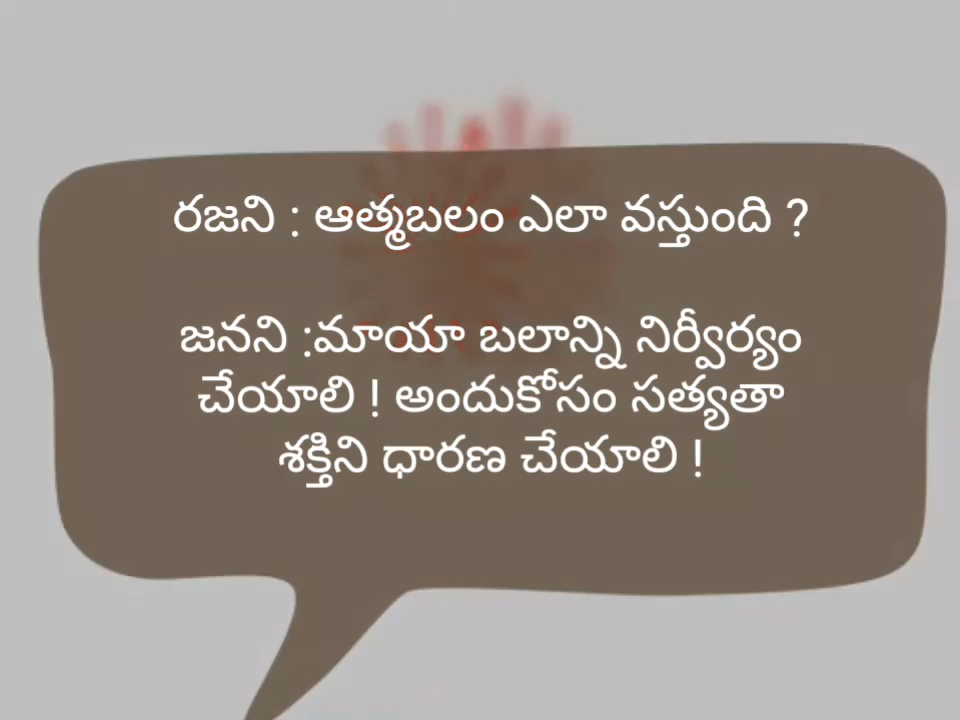 రజని : ఆత్మబలం ఎలా వస్తుంది ?
జనని :మాయా బలాన్ని నిర్వీర్యం
చేయాలి ! అందుకోసం సత్యతా
శక్తిని ధారణ చేయాలి !